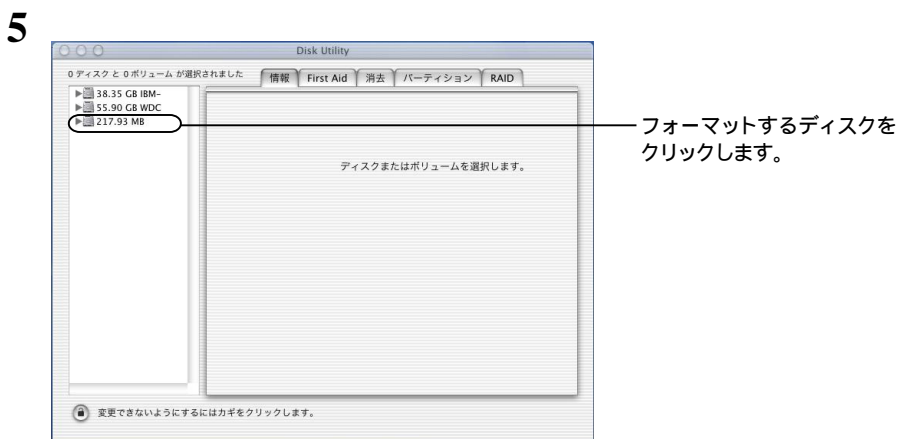 5
Disk Utility
0 ディスク と 0 ボリューム が選択されました
情報 First Aid 消去 パーティション RAID
38.35 GB IBM-
55.90 GB WDC
217.93 MB
ディスクまたはボリュームを選択します。
フォーマットするディスクを
クリックします。
変更できないようにするにはカギをクリックします。